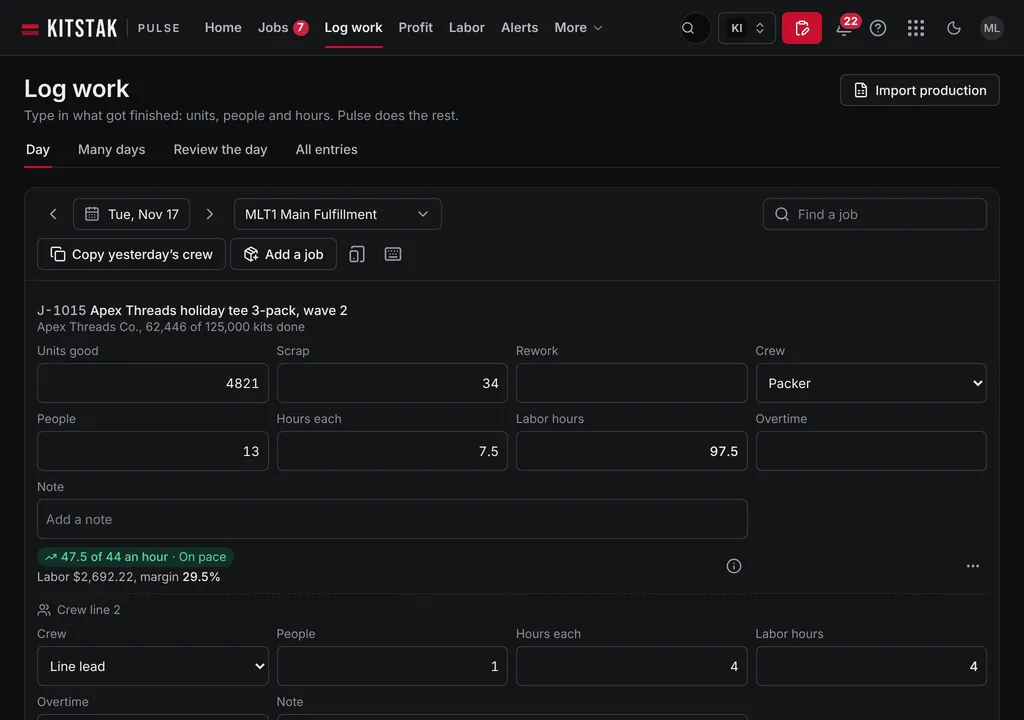 KITSTAK PULSE Home Jobs 7 Log work Profit Labor Alerts More KI 22 ML
Log work
Import production
Type in what got finished: units, people and hours. Pulse does the rest.
Day Many days Review the day All entries
Tue, Nov 17 MLT1 Main Fulfillment Find a job
Copy yesterday’s crew Add a job
J-1015 Apex Threads holiday tee 3-pack, wave 2
Apex Threads Co., 62,446 of 125,000 kits done
Units good Scrap Rework Crew
4821 34 Packer
People Hours each Labor hours Overtime
13 7.5 97.5
Note
Add a note
47.5 of 44 an hour · On pace
Labor $2,692.22, margin 29.5%
Crew line 2
Crew People Hours each Labor hours
Line lead 1 4 4
Overtime Note